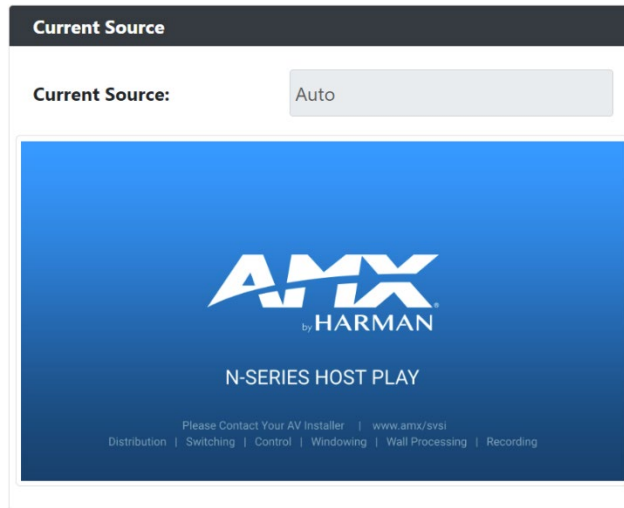 Current Source
Current Source: Auto
AMX
by HARMAN
N-SERIES HOST PLAY
Please Contact Your AV Installer | www.amx/svsi
Distribution | Switching | Control | Windowing | Wall Processing | Recording